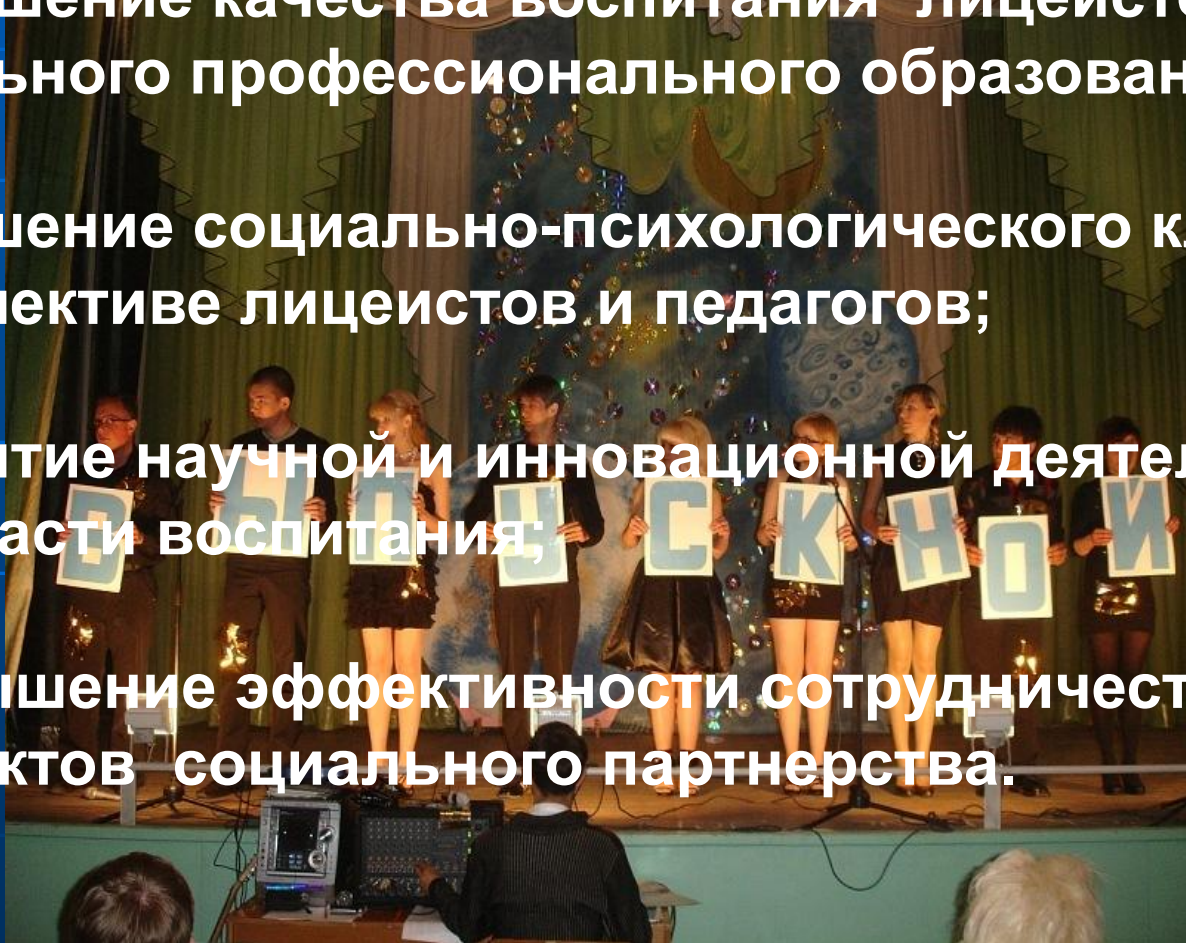 шение качества воспитания лицеисто
ьного профессионального образован
шение социально-психологического к
лективе лицеистов и педагогов;
итие научной и инновационной деятел
асти воспитания;
В Ы П У С К Н О Й
ышение эффективности сотрудничест
ктов социального партнерства.